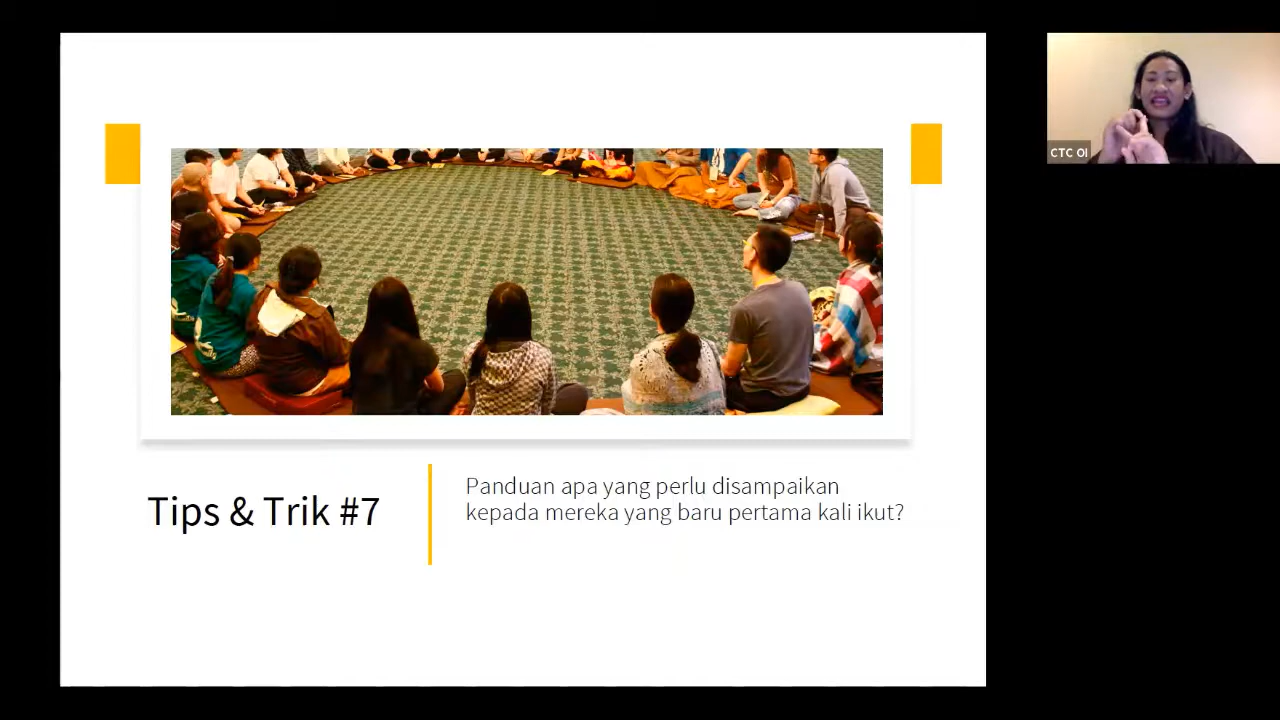 CTC OI
Tips & Trik #7
Panduan apa yang perlu disampaikan
kepada mereka yang baru pertama kali ikut?